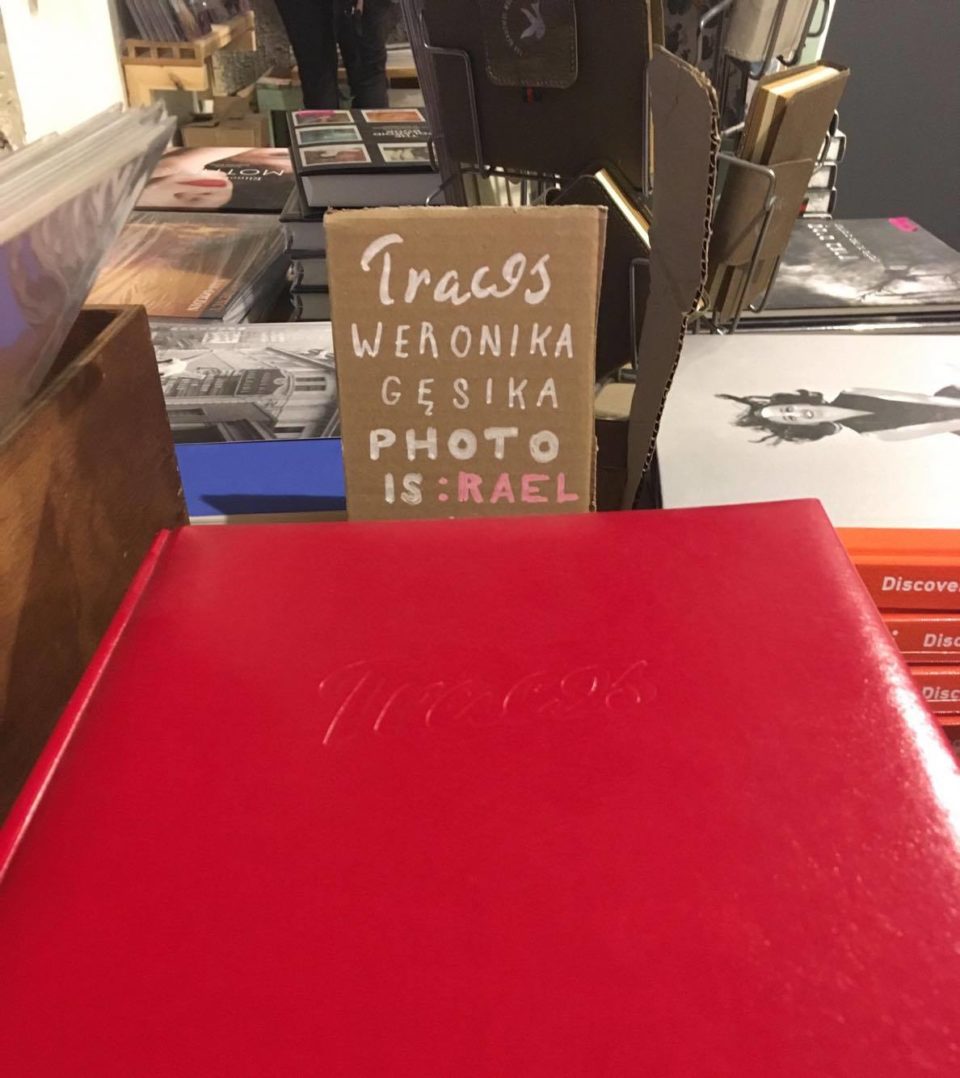 Traces
WERONIKA
GĘSIKA
PHOTO
IS:RAEL
Traces
Discove
Disc
Disc